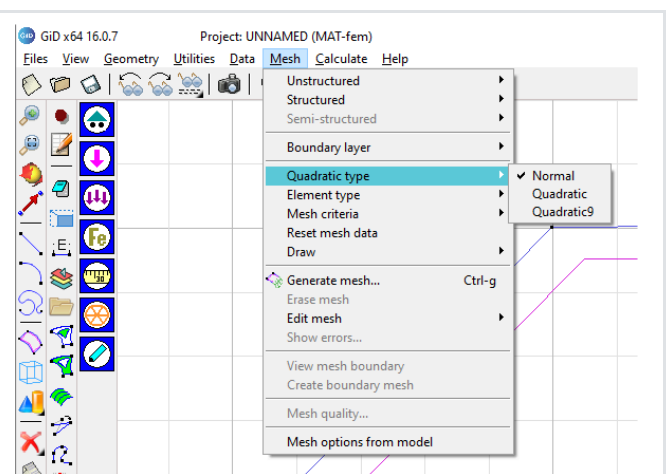 GiD x64 16.0.7 Project: UNNAMED (MAT-fem)
Files View Geometry Utilities Data Mesh Calculate Help
Unstructured
Structured
Semi-structured
Boundary layer
Quadratic type
Normal
Element type
Quadratic
Mesh criteria
Quadratic9
Reset mesh data
Draw
Generate mesh... Ctrl-g
Erase mesh
Edit mesh
Show errors...
View mesh boundary
Create boundary mesh
Mesh quality...
Mesh options from model
GiD
E
Fe
30